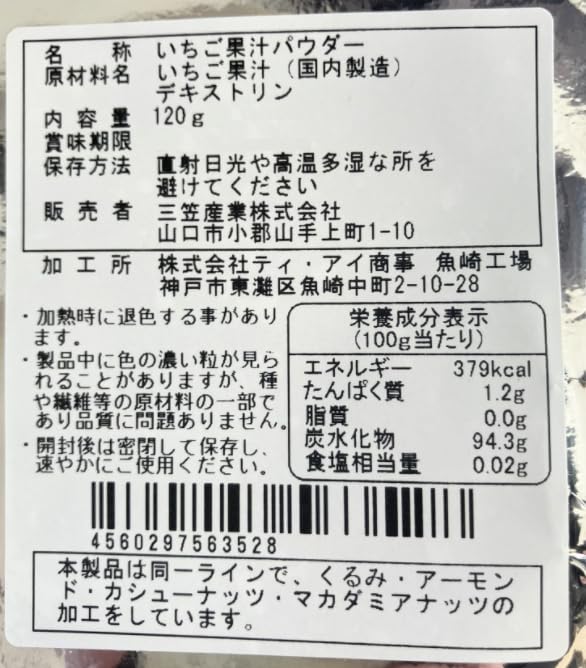 名称 いちご果汁パウダー
原材料名 いちご果汁（国内製造）
デキストリン
内容量 120g
賞味期限
保存方法 直射日光や高温多湿な所を
避けてください
販売者 三笠産業株式会社
山口市小郡山手上町1-10
加工所 株式会社ティ・アイ商事 魚崎工場
神戸市東灘区魚崎中町2-10-28
・加熱時に退色する事があり
ます。
・製品中に色の濃い粒が見ら
れることがありますが、種
や繊維等の原材料の一部で
あり品質に問題ありません。
・開封後は密閉して保存し、
速やかにご使用ください。
栄養成分表示
(100g当たり)
エネルギー 379kcal
たんぱく質 1.2g
脂質 0.0g
炭水化物 94.3g
食塩相当量 0.02g
4560297563528
本製品は同一ラインで、くるみ・アーモン
ド・カシューナッツ・マカダミアナッツの
加工をしています。